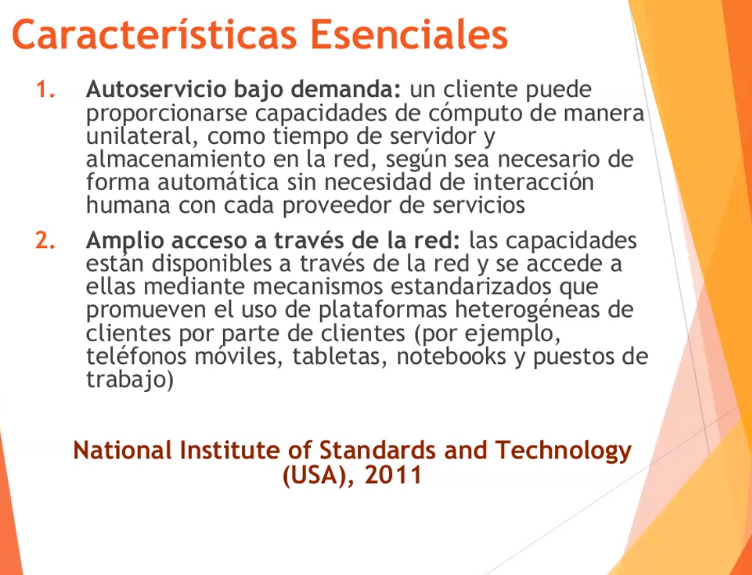 Características Esenciales
1. Autoservicio bajo demanda: un cliente puede
proporcionarse capacidades de cómputo de manera
unilateral, como tiempo de servidor y
almacenamiento en la red, según sea necesario de
forma automática sin necesidad de interacción
humana con cada proveedor de servicios
2. Amplio acceso a través de la red: las capacidades
están disponibles a través de la red y se accede a
ellas mediante mecanismos estandarizados que
promueven el uso de plataformas heterogéneas de
clientes por parte de clientes (por ejemplo,
teléfonos móviles, tabletas, notebooks y puestos de
trabajo)
National Institute of Standards and Technology
(USA), 2011